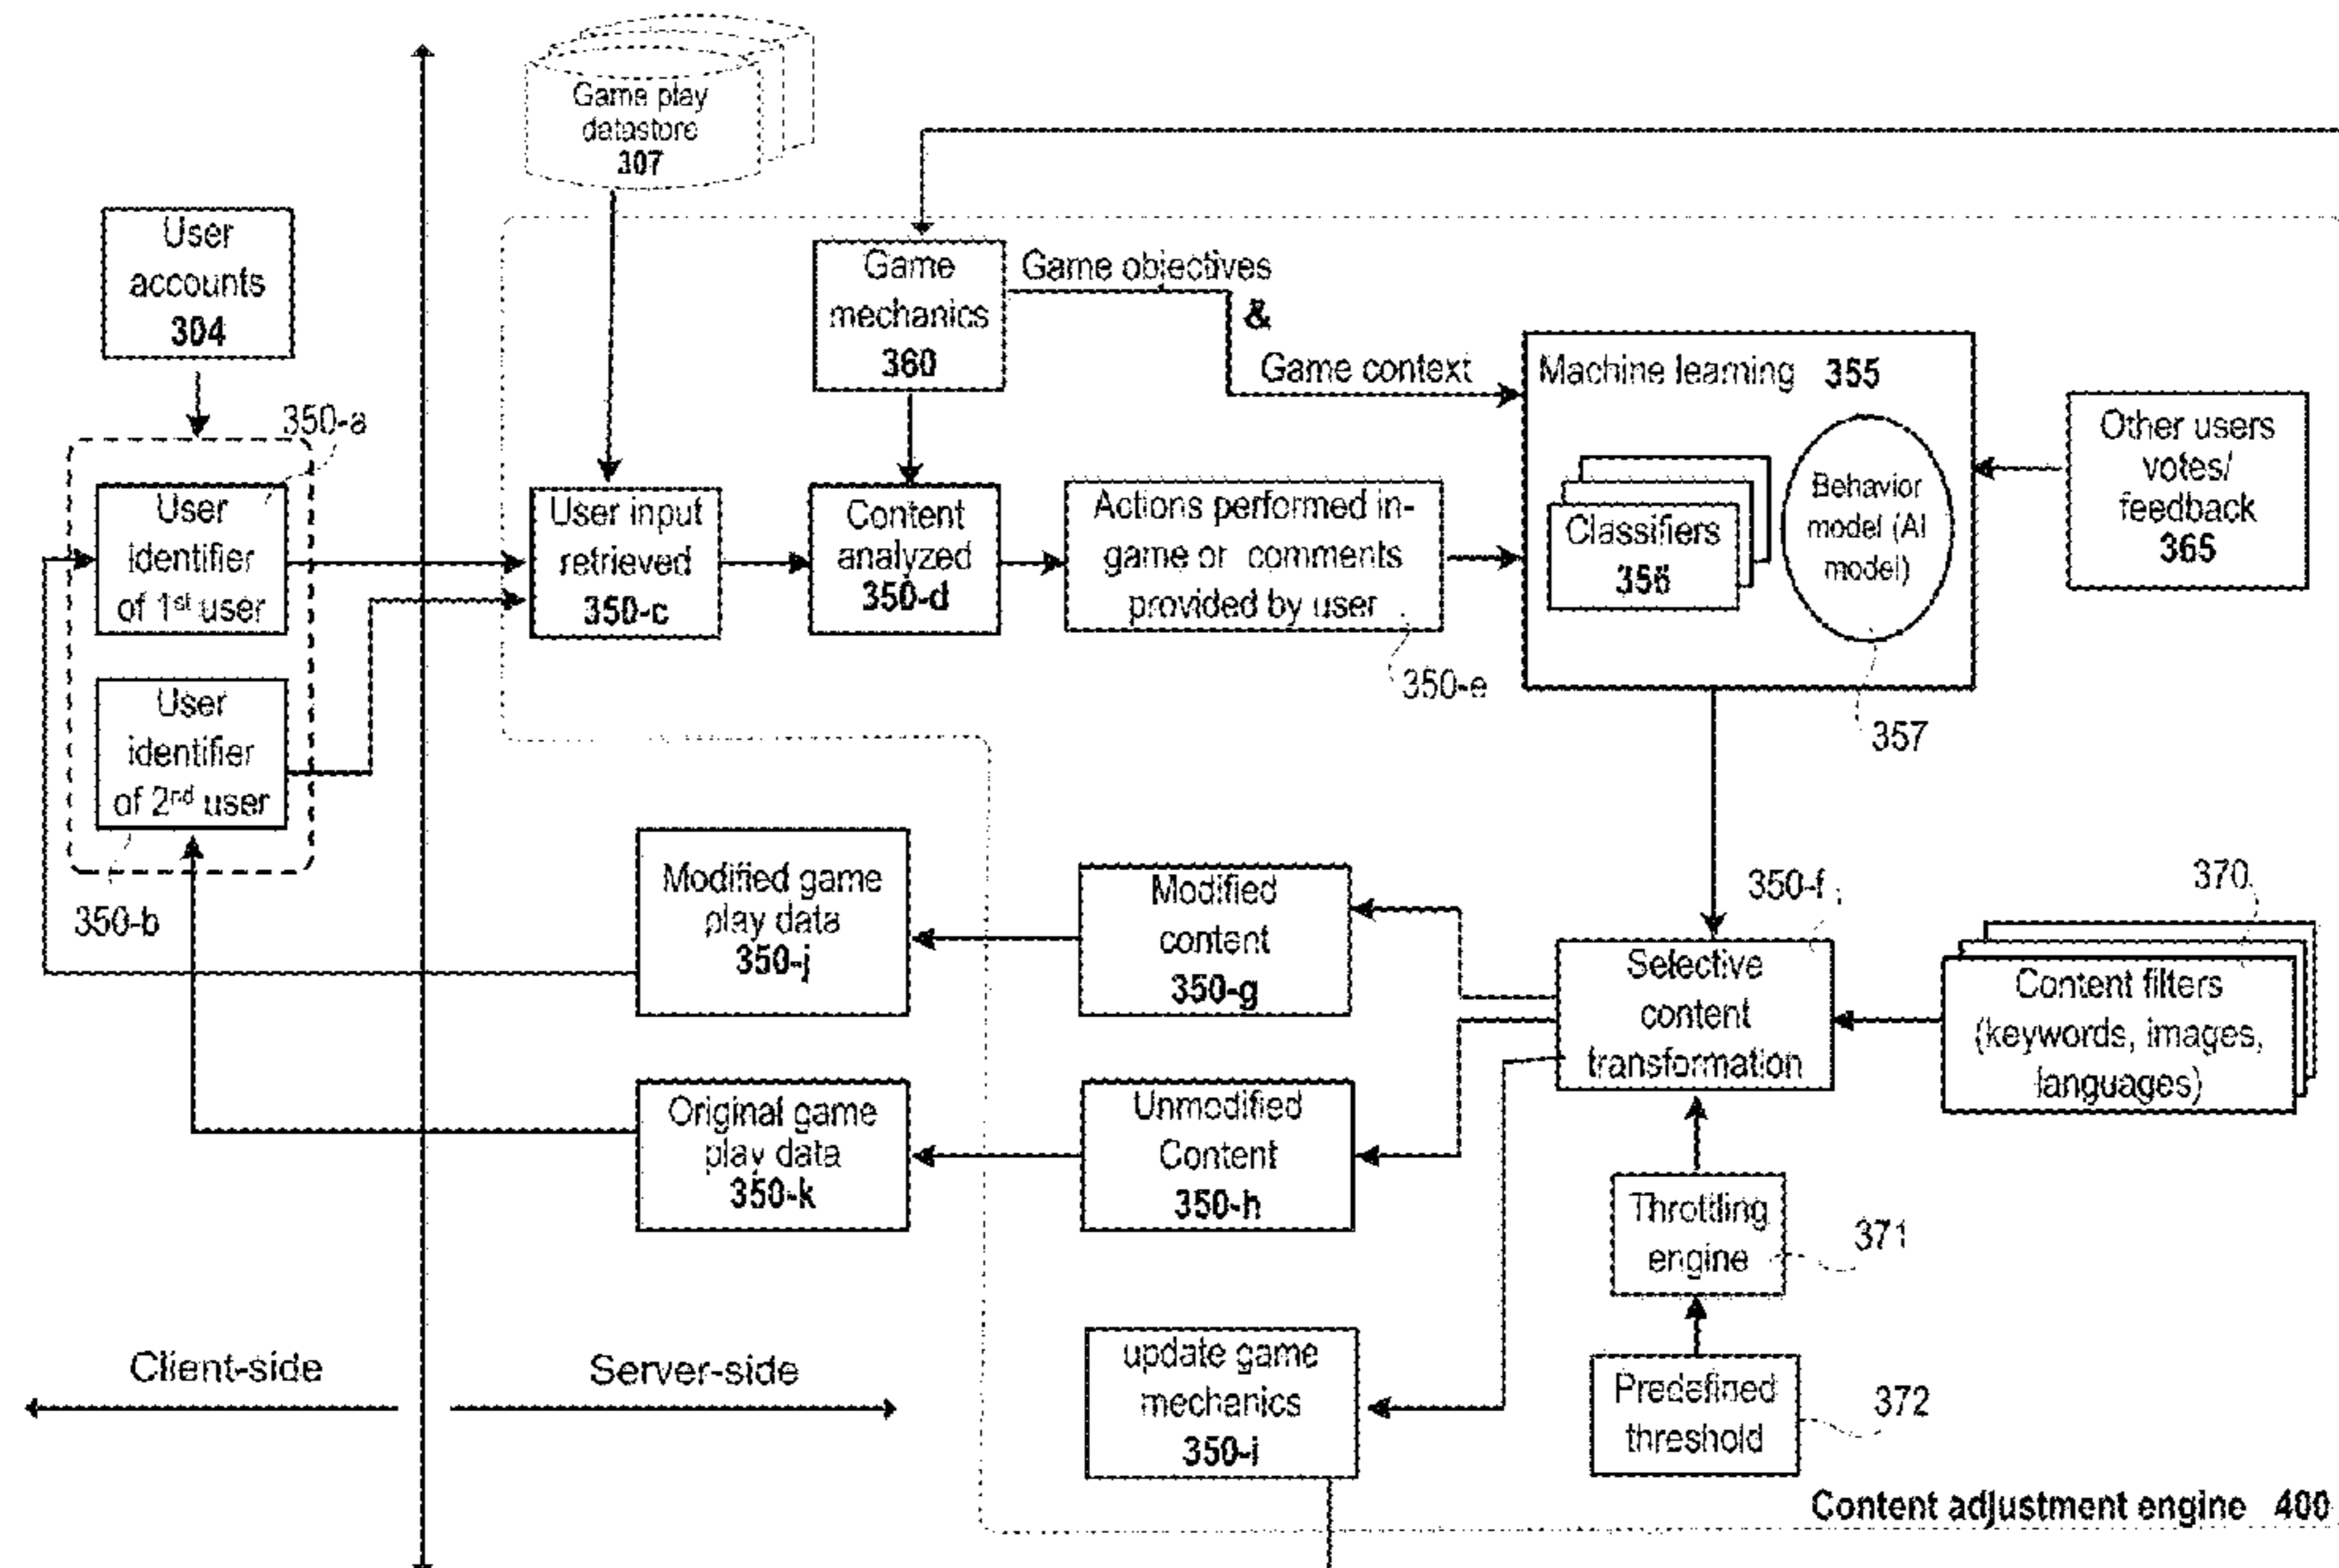 Game play
datastore
307
User
accounts
304
350-a
User
identifier
of 1st user
User
identifier
of 2nd user
350-b
User input
retrieved
350-c
Game
mechanics
360
Game objectives
&
Game context
Content
analyzed
350-d
Actions performed in-
game or comments
provided by user
350-e
Machine learning 355
Classifiers
356
Behavior
model (AI
model)
357
Other users
votes/
feedback
365
Modified game
play data
350-j
Modified
content
350-g
350-f
Selective
content
transformation
370
Content filters
(keywords, images,
languages)
Original game
play data
350-k
Unmodified
Content
350-h
Throttling
engine
371
Predefined
threshold
372
update game
mechanics
350-i
Client-side
Server-side
Content adjustment engine 400